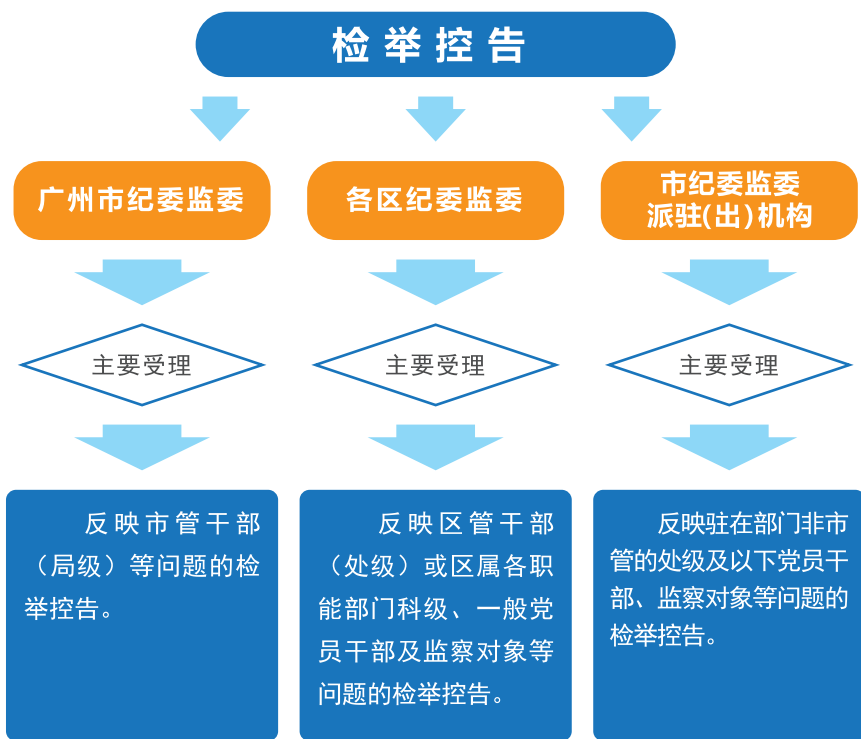 检举控告
广州市纪委监委
各区纪委监委
市纪委监委
派驻(出)机构
主要受理
主要受理
主要受理
反映市管干部
（局级）等问题的检
举控告。
反映区管干部
（处级）或区属各职
能部门科级、一般党
员干部及监察对象等
问题的检举控告。
反映驻在部门非市
管的处级及以下党员干
部、监察对象等问题的
检举控告。